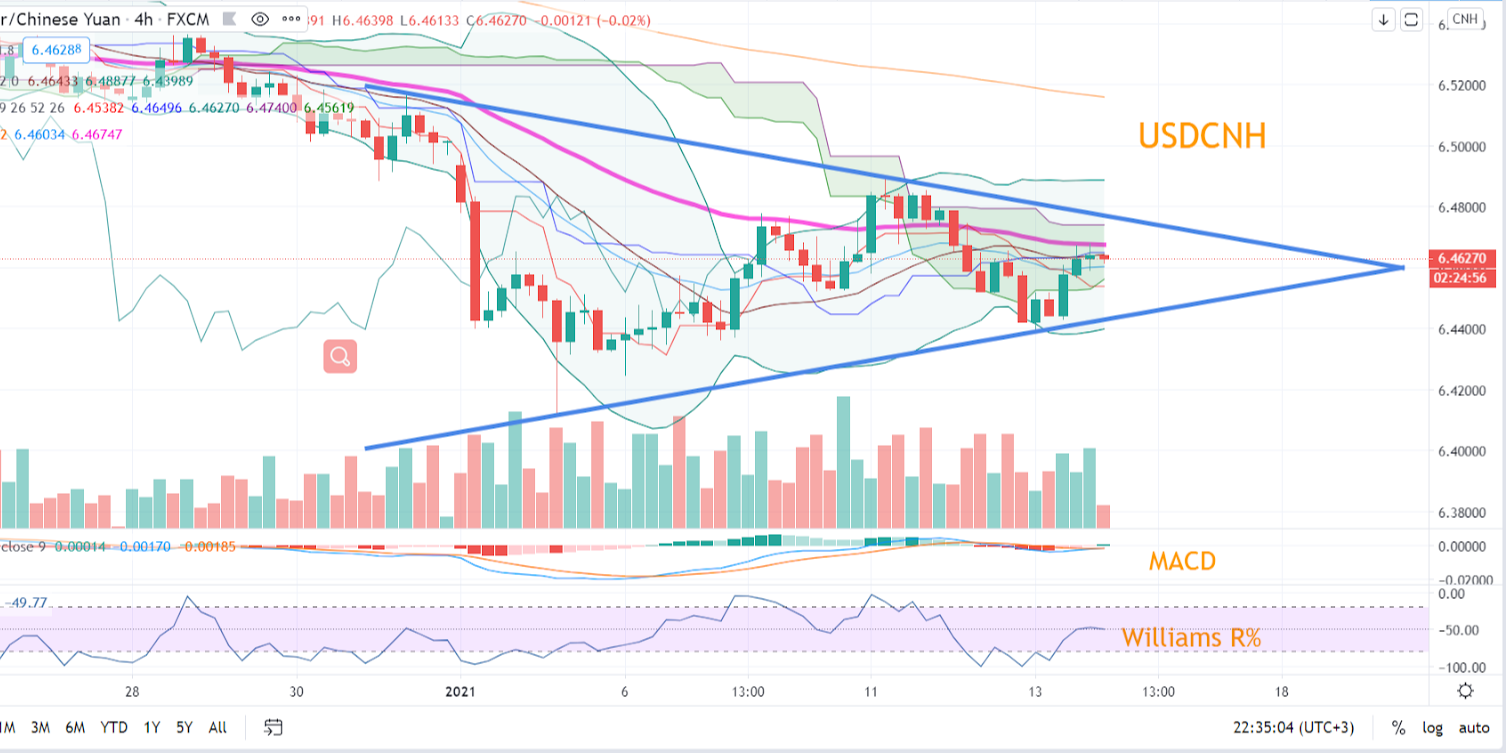 r/Chinese Yuan · 4h · FXCM 391 H6.46398 L6.46133 C6.46270 -0.00121 (-0.02%)
1.8 6.46288
2 0 6.46433 6.48877 6.43989
9 26 52 26 6.45382 6.46496 6.46270 6.47400 6.45619
2 6.46034 6.46747
CNH
6.52000
USDCNH
6.50000
6.48000
6.46270
02:24:56
6.44000
6.42000
6.40000
6.38000
close 9 0.00014 -0.00170 -0.00185
0.00000
MACD
-0.02000
-49.77
0.00
Williams R%
-50.00
-100.00
28 30 2021 6 13:00 11 13 13:00 18
1M 3M 6M YTD 1Y 5Y All
22:35:04 (UTC+3) % log auto